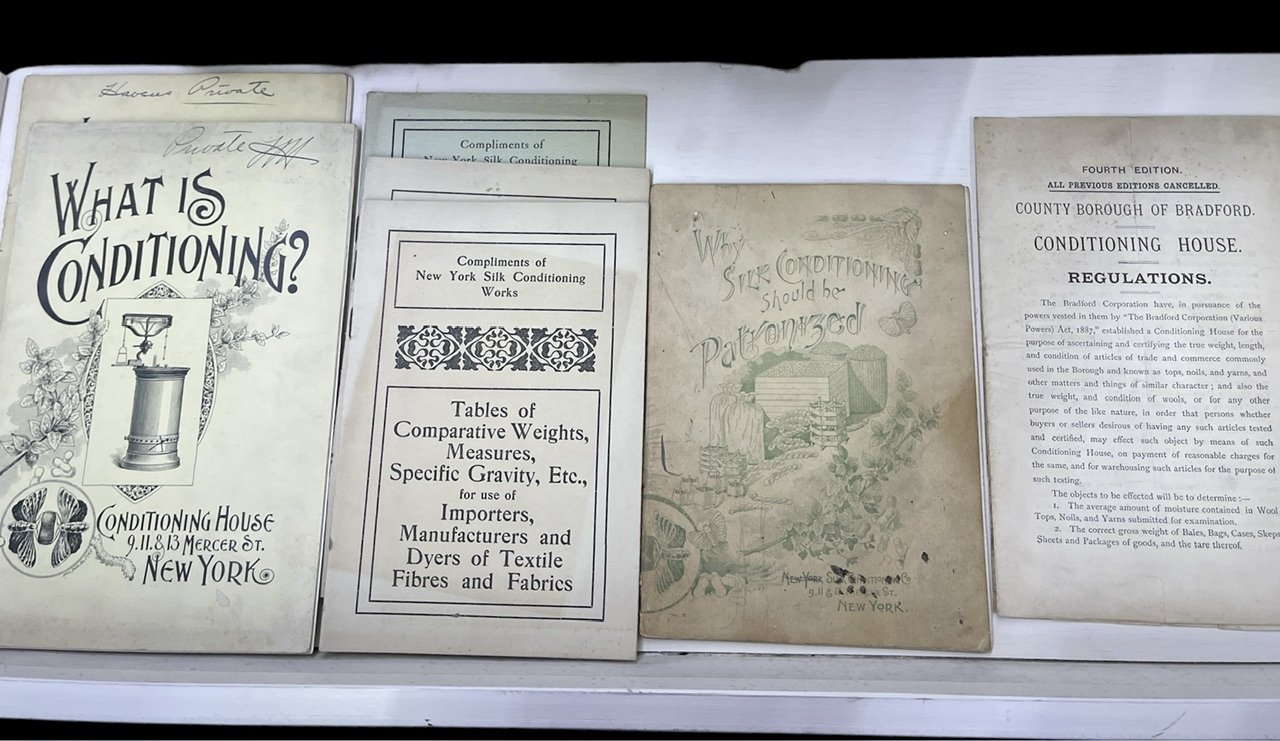 Havens Private
Private
WHAT IS
CONDITIONING?
CONDITIONING HOUSE
9.11.&13 MERCER ST.
NEW YORK
Compliments of
New York Silk Conditioning
Compliments of
New York Silk Conditioning
Works
Tables of
Comparative Weights,
Measures,
Specific Gravity, Etc.,
for use of
Importers,
Manufacturers and
Dyers of Textile
Fibres and Fabrics
Why
SILK CONDITIONING
should be
Patronized
NEW YORK SILK CONDITIONING CO
9.11 & 13 MERCER ST.
NEW YORK.
FOURTH EDITION.
ALL PREVIOUS EDITIONS CANCELLED.
COUNTY BOROUGH OF BRADFORD.
CONDITIONING HOUSE.
REGULATIONS.
The Bradford Corporation have, in pursuance of the
powers vested in them by "The Bradford Corporation (Various
Powers) Act, 1887," established a Conditioning House for the
purpose of ascertaining and certifying the true weight, length,
and condition of articles of trade and commerce commonly
used in the Borough and known as tops, noils, and yarns, and
other matters and things of similar character; and also the
true weight, and condition of wools, or for any other
purpose of the like nature, in order that persons whether
buyers or sellers desirous of having any such articles tested
and certified, may effect such object by means of such
Conditioning House, on payment of reasonable charges for
the same, and for warehousing such articles for the purpose of
such testing.
The objects to be effected will be to determine :—
1. The average amount of moisture contained in Wool
Tops, Noils, and Yarns submitted for examination.
2. The correct gross weight of Bales, Bags, Cases, Skeps
Sheets and Packages of goods, and the tare thereof.